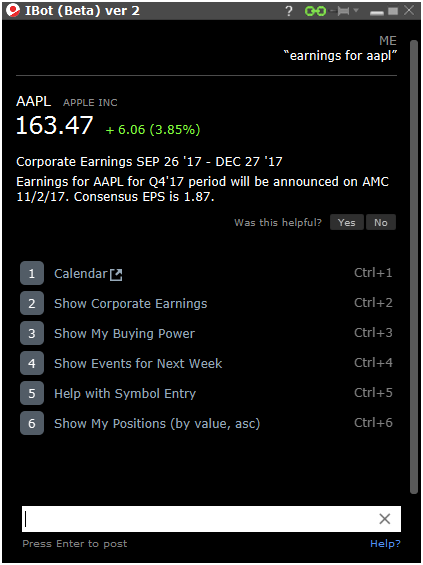 IBot (Beta) ver 2
?
ME
“earnings for aapl”
AAPL APPLE INC
163.47 + 6.06 (3.85%)
Corporate Earnings SEP 26 '17 - DEC 27 '17
Earnings for AAPL for Q4'17 period will be announced on AMC
11/2/17. Consensus EPS is 1.87.
Was this helpful? Yes No
1 Calendar Ctrl+1
2 Show Corporate Earnings Ctrl+2
3 Show My Buying Power Ctrl+3
4 Show Events for Next Week Ctrl+4
5 Help with Symbol Entry Ctrl+5
6 Show My Positions (by value, asc) Ctrl+6
Press Enter to post Help?